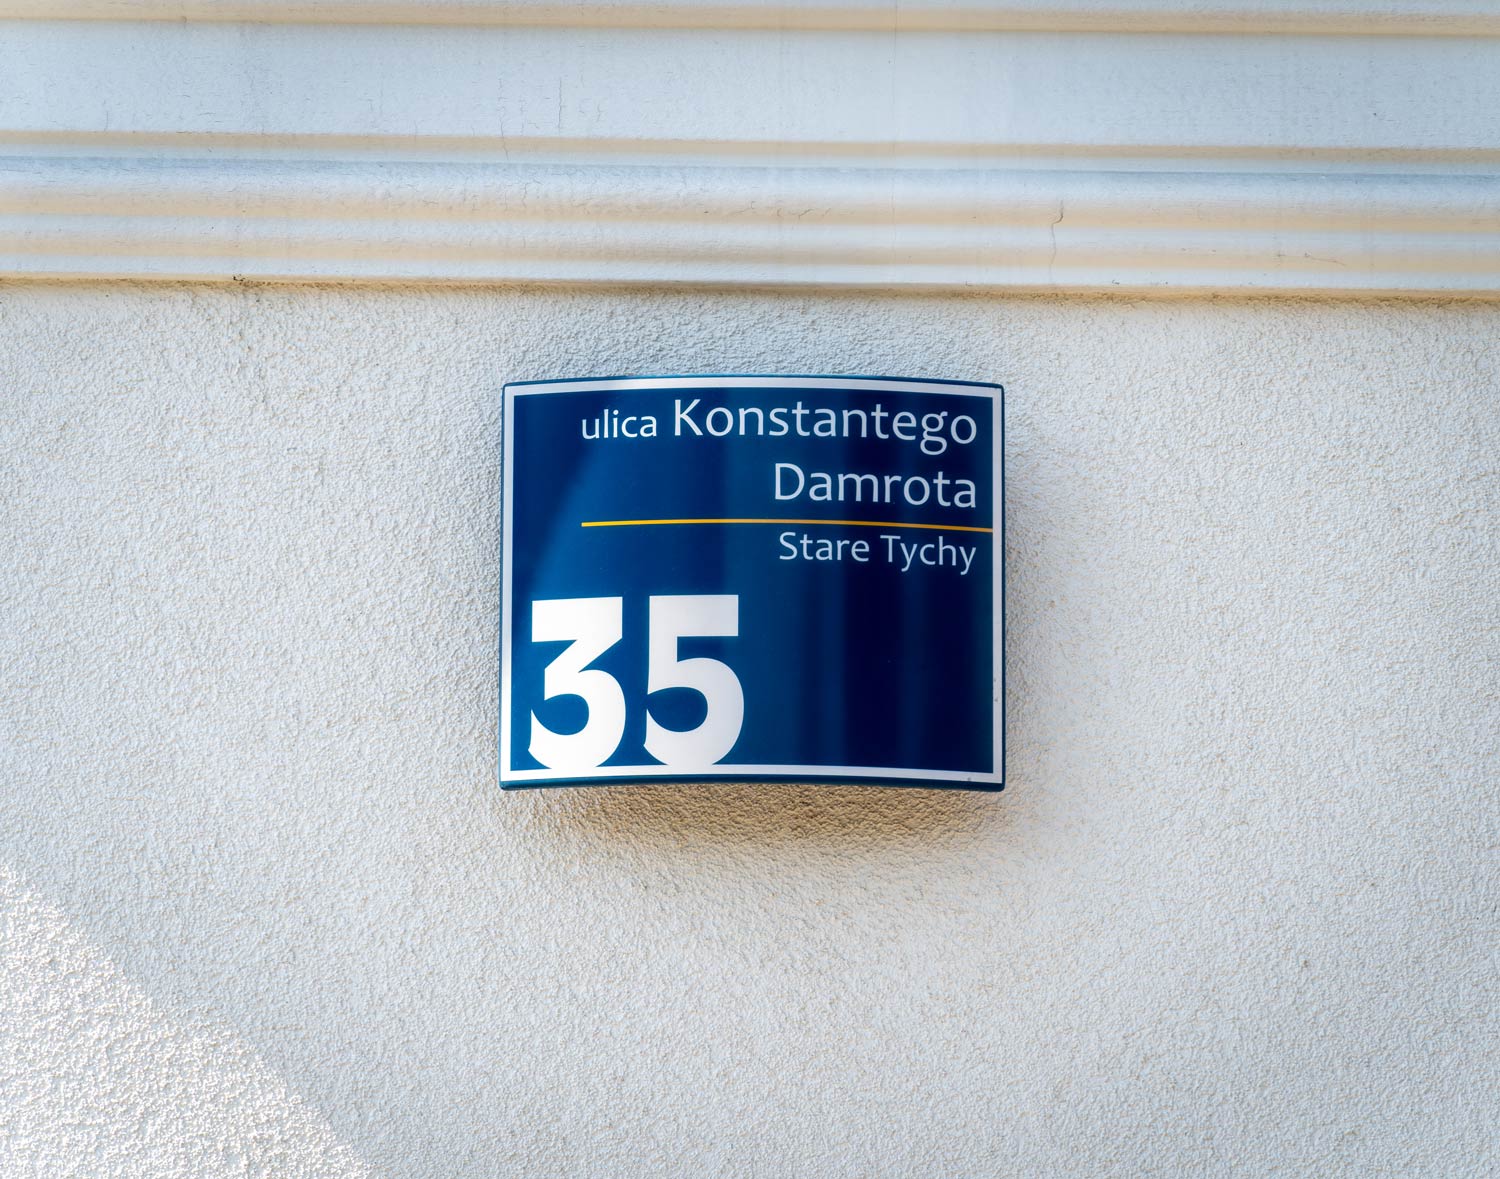 ulica Konstantego
Damrota
Stare Tychy
35